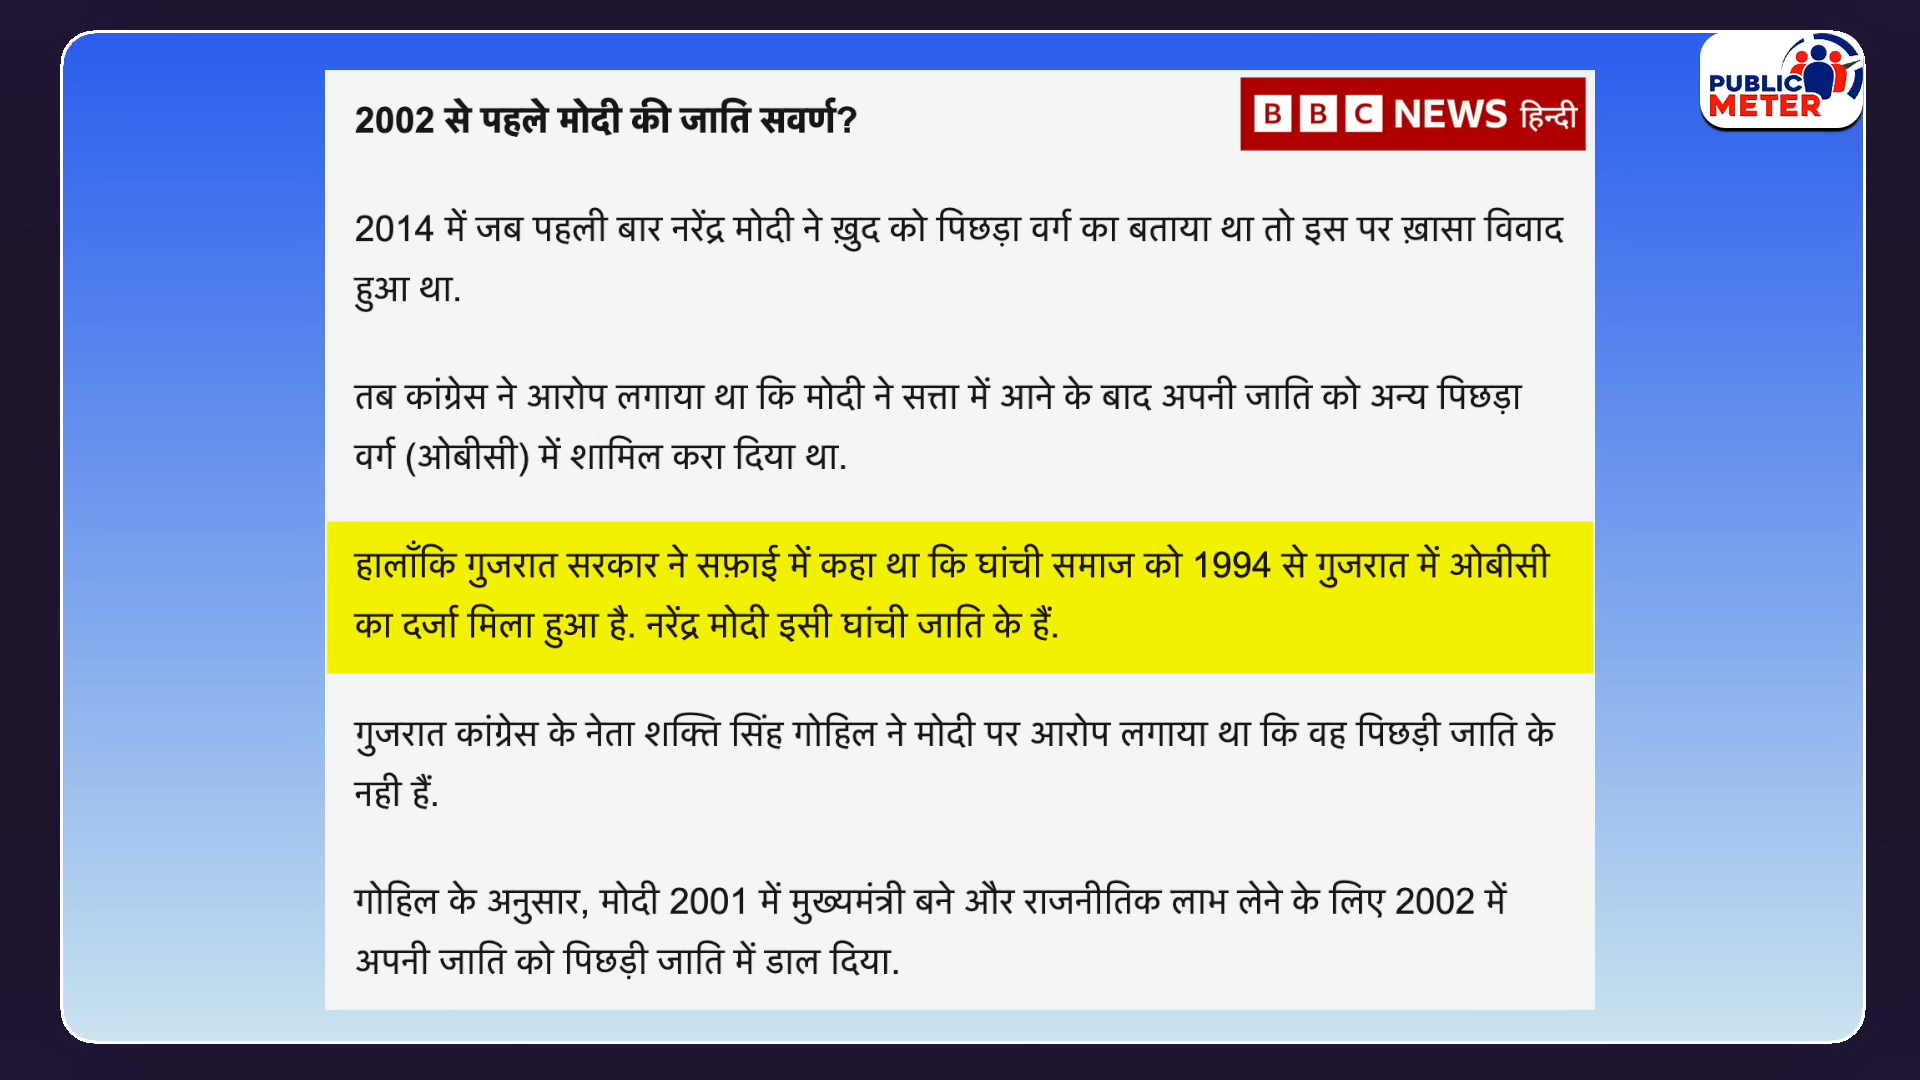 2002 से पहले मोदी की जाति सवर्ण?
BBC NEWS हिन्दी
PUBLIC
METER
2014 में जब पहली बार नरेंद्र मोदी ने ख़ुद को पिछड़ा वर्ग का बताया था तो इस पर ख़ासा विवाद
हुआ था.
तब कांग्रेस ने आरोप लगाया था कि मोदी ने सत्ता में आने के बाद अपनी जाति को अन्य पिछड़ा
वर्ग (ओबीसी) में शामिल करा दिया था.
हालाँकि गुजरात सरकार ने सफ़ाई में कहा था कि घांची समाज को 1994 से गुजरात में ओबीसी
का दर्जा मिला हुआ है. नरेंद्र मोदी इसी घांची जाति के हैं.
गुजरात कांग्रेस के नेता शक्ति सिंह गोहिल ने मोदी पर आरोप लगाया था कि वह पिछड़ी जाति के
नही हैं.
गोहिल के अनुसार, मोदी 2001 में मुख्यमंत्री बने और राजनीतिक लाभ लेने के लिए 2002 में
अपनी जाति को पिछड़ी जाति में डाल दिया.